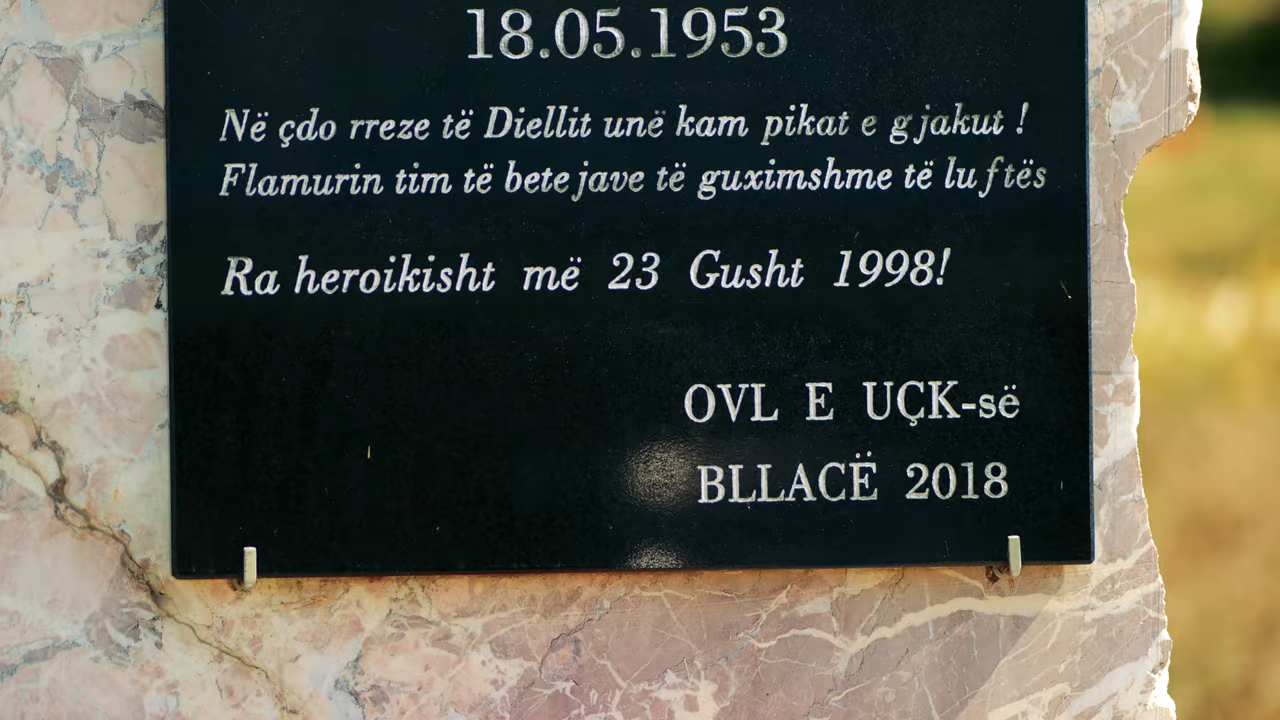 18.05.1953
Në çdo rreze të Diellit unë kam pikat e gjakut !
Flamurin tim të betejave të guximshme të luftës
Ra heroikisht më 23 Gusht 1998!
OVL E UÇK-së
BLLACË 2018